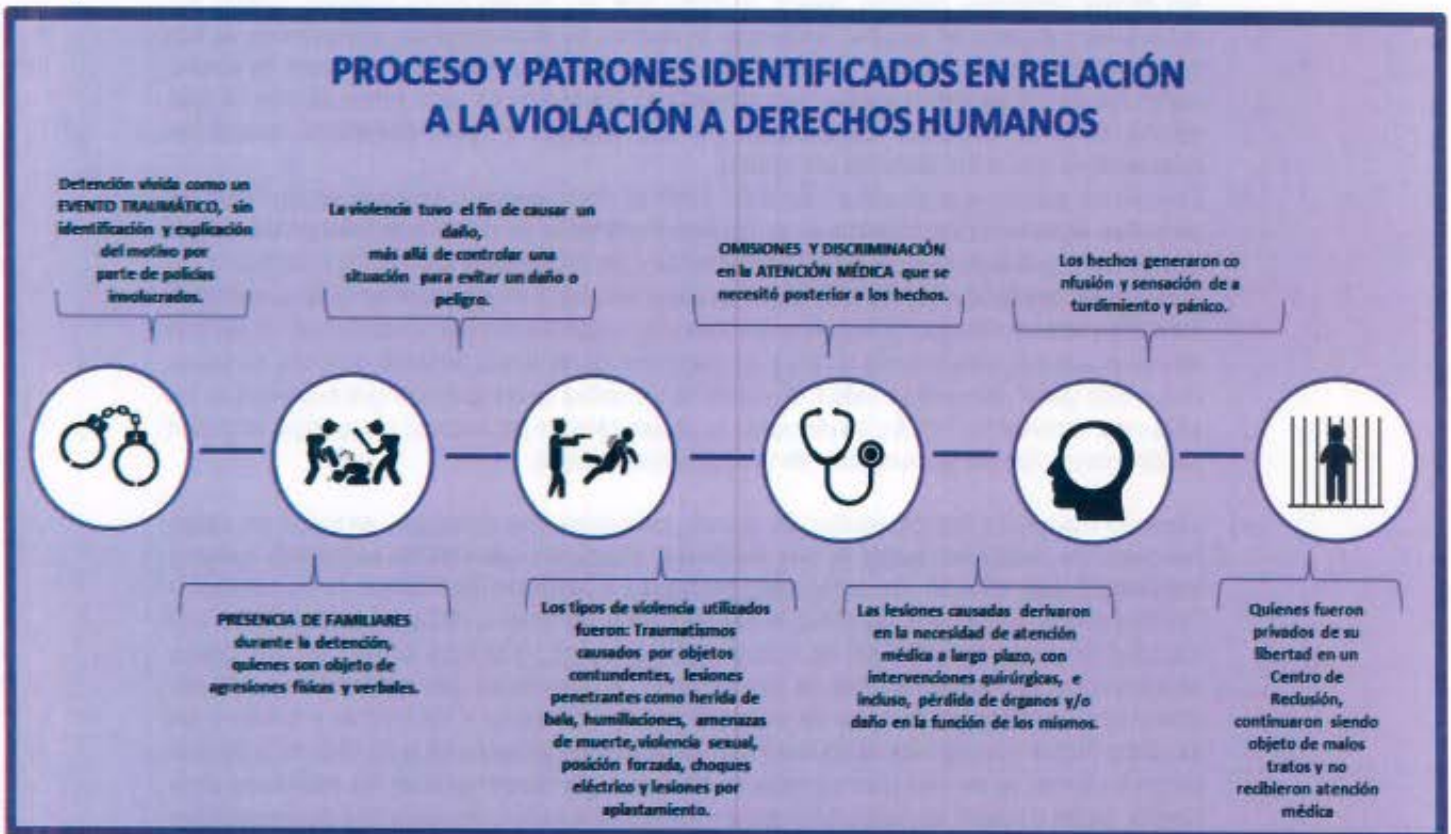 PROCESO Y PATRONES IDENTIFICADOS EN RELACIÓN
A LA VIOLACIÓN A DERECHOS HUMANOS
Detención vivida como un
EVENTO TRAUMÁTICO, sin
identificación y explicación
del motivo por
parte de policías
involucrados.
La violencia tuvo el fin de causar un
daño,
más allá de controlar una
situación para evitar un daño o
peligro.
OMISIONES Y DISCRIMINACIÓN
en la ATENCIÓN MÉDICA que se
necesitó posterior a los hechos.
Los hechos generaron co
nfusión y sensación de a
turdimiento y pánico.
PRESENCIA DE FAMILIARES
durante la detención,
quienes son objeto de
agresiones físicas y verbales.
Los tipos de violencia utilizados
fueron: Traumatismos
causados por objetos
contundentes, lesiones
penetrantes como herida de
bala, humillaciones, amenazas
de muerte, violencia sexual,
posición forzada, choques
eléctrico y lesiones por
aplastamiento.
Las lesiones causadas derivaron
en la necesidad de atención
médica a largo plazo, con
intervenciones quirúrgicas, e
incluso, pérdida de órganos y/o
daño en la función de los mismos.
Quienes fueron
privados de su
libertad en un
Centro de
Reclusión,
continuaron siendo
objeto de malos
tratos y no
recibieron atención
médica